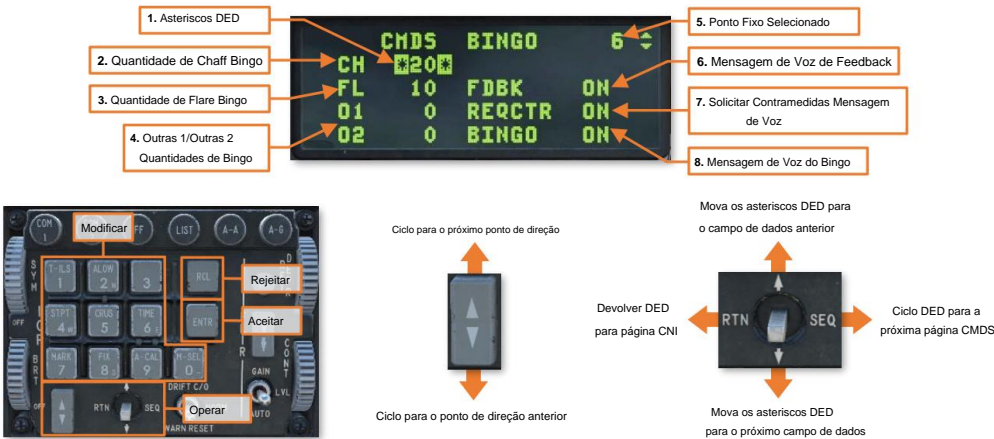 1. Asteriscos DED
2. Quantidade de Chaff Bingo
3. Quantidade de Flare Bingo
4. Outras 1/Outras 2
Quantidades de Bingo
CMDS BINGO 6
CH *20*
FL 10 FDBK ON
O1 0 REQCTR ON
O2 0 BINGO ON
5. Ponto Fixo Selecionado
6. Mensagem de Voz de Feedback
7. Solicitar Contramedidas Mensagem
de Voz
8. Mensagem de Voz do Bingo
COM
1
Modificar
FF
LIST
A-A
A-G
SYM
T-ILS
1
ALOW
2 N
3
RCL
Rejeitar
OFF
STPT
4 W
CRUS
5
TIME
6 E
ENTR
Aceitar
BRT
MARK
7
FIX
8 S
A-CAL
9
M-SEL
0
CONT
GAIN
LVL
AUTO
OFF
RTN
SEQ
DRIFT C/O
WARN RESET
Operar
Ciclo para o próximo ponto de direção
Ciclo para o ponto de direção anterior
Mova os asteriscos DED para
o campo de dados anterior
Devolver DED
para página CNI
RTN
SEQ
Ciclo DED para a
próxima página CMDS
Mova os asteriscos DED
para o próximo campo de dados